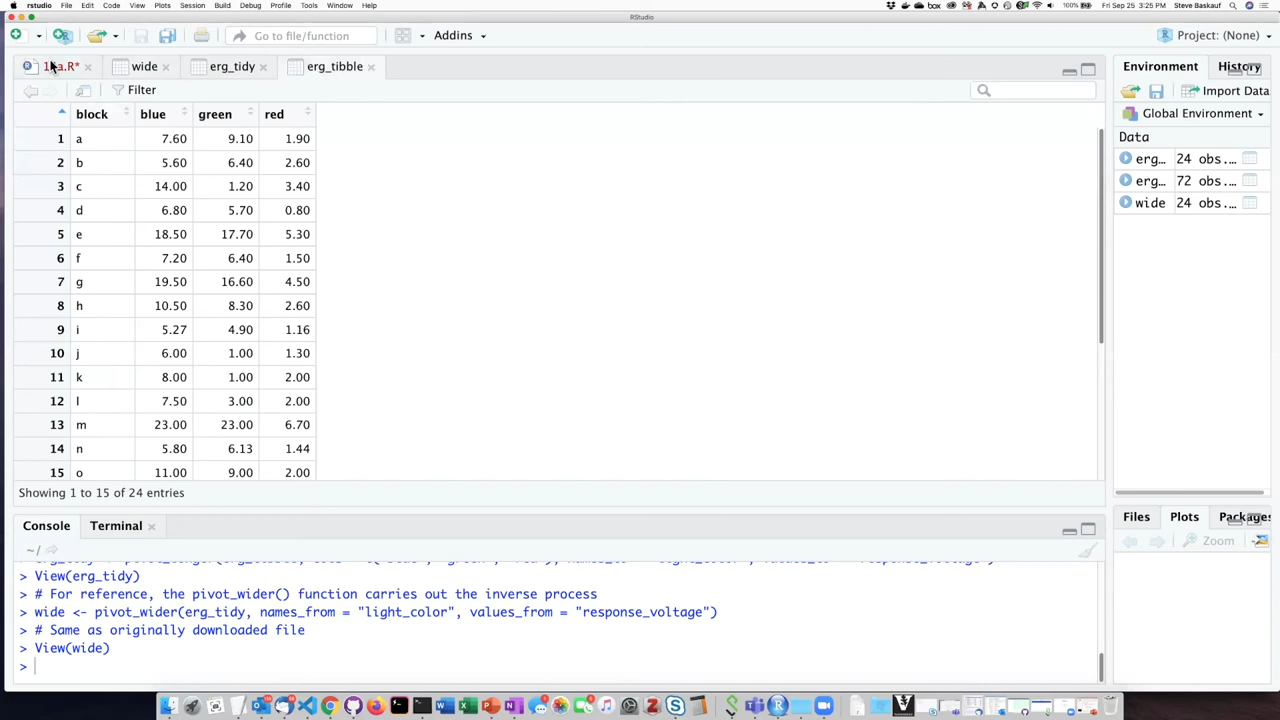 rstudio File Edit Code View Plots Session Build Debug Profile Tools Window Help
box 100% Fri Sep 25 3:25 PM Steve Baskauf
RStudio
Go to file/function Addins Project: (None)
wide erg_tidy erg_tibble Environment History
Filter Import Data
block blue green red Global Environment
Data
1 a 7.60 9.10 1.90 erg... 24 obs...
2 b 5.60 6.40 2.60 erg... 72 obs...
3 c 14.00 1.20 3.40 wide 24 obs...
4 d 6.80 5.70 0.80
5 e 18.50 17.70 5.30
6 f 7.20 6.40 1.50
7 g 19.50 16.60 4.50
8 h 10.50 8.30 2.60
9 i 5.27 4.90 1.16
10 j 6.00 1.00 1.30
11 k 8.00 1.00 2.00
12 l 7.50 3.00 2.00
13 m 23.00 23.00 6.70
14 n 5.80 6.13 1.44
15 o 11.00 9.00 2.00
Showing 1 to 15 of 24 entries
Console Terminal Files Plots Packages
~/ Zoom
> View(erg_tidy)
> # For reference, the pivot_wider() function carries out the inverse process
> wide <- pivot_wider(erg_tidy, names_from = "light_color", values_from = "response_voltage")
> # Same as originally downloaded file
> View(wide)
>